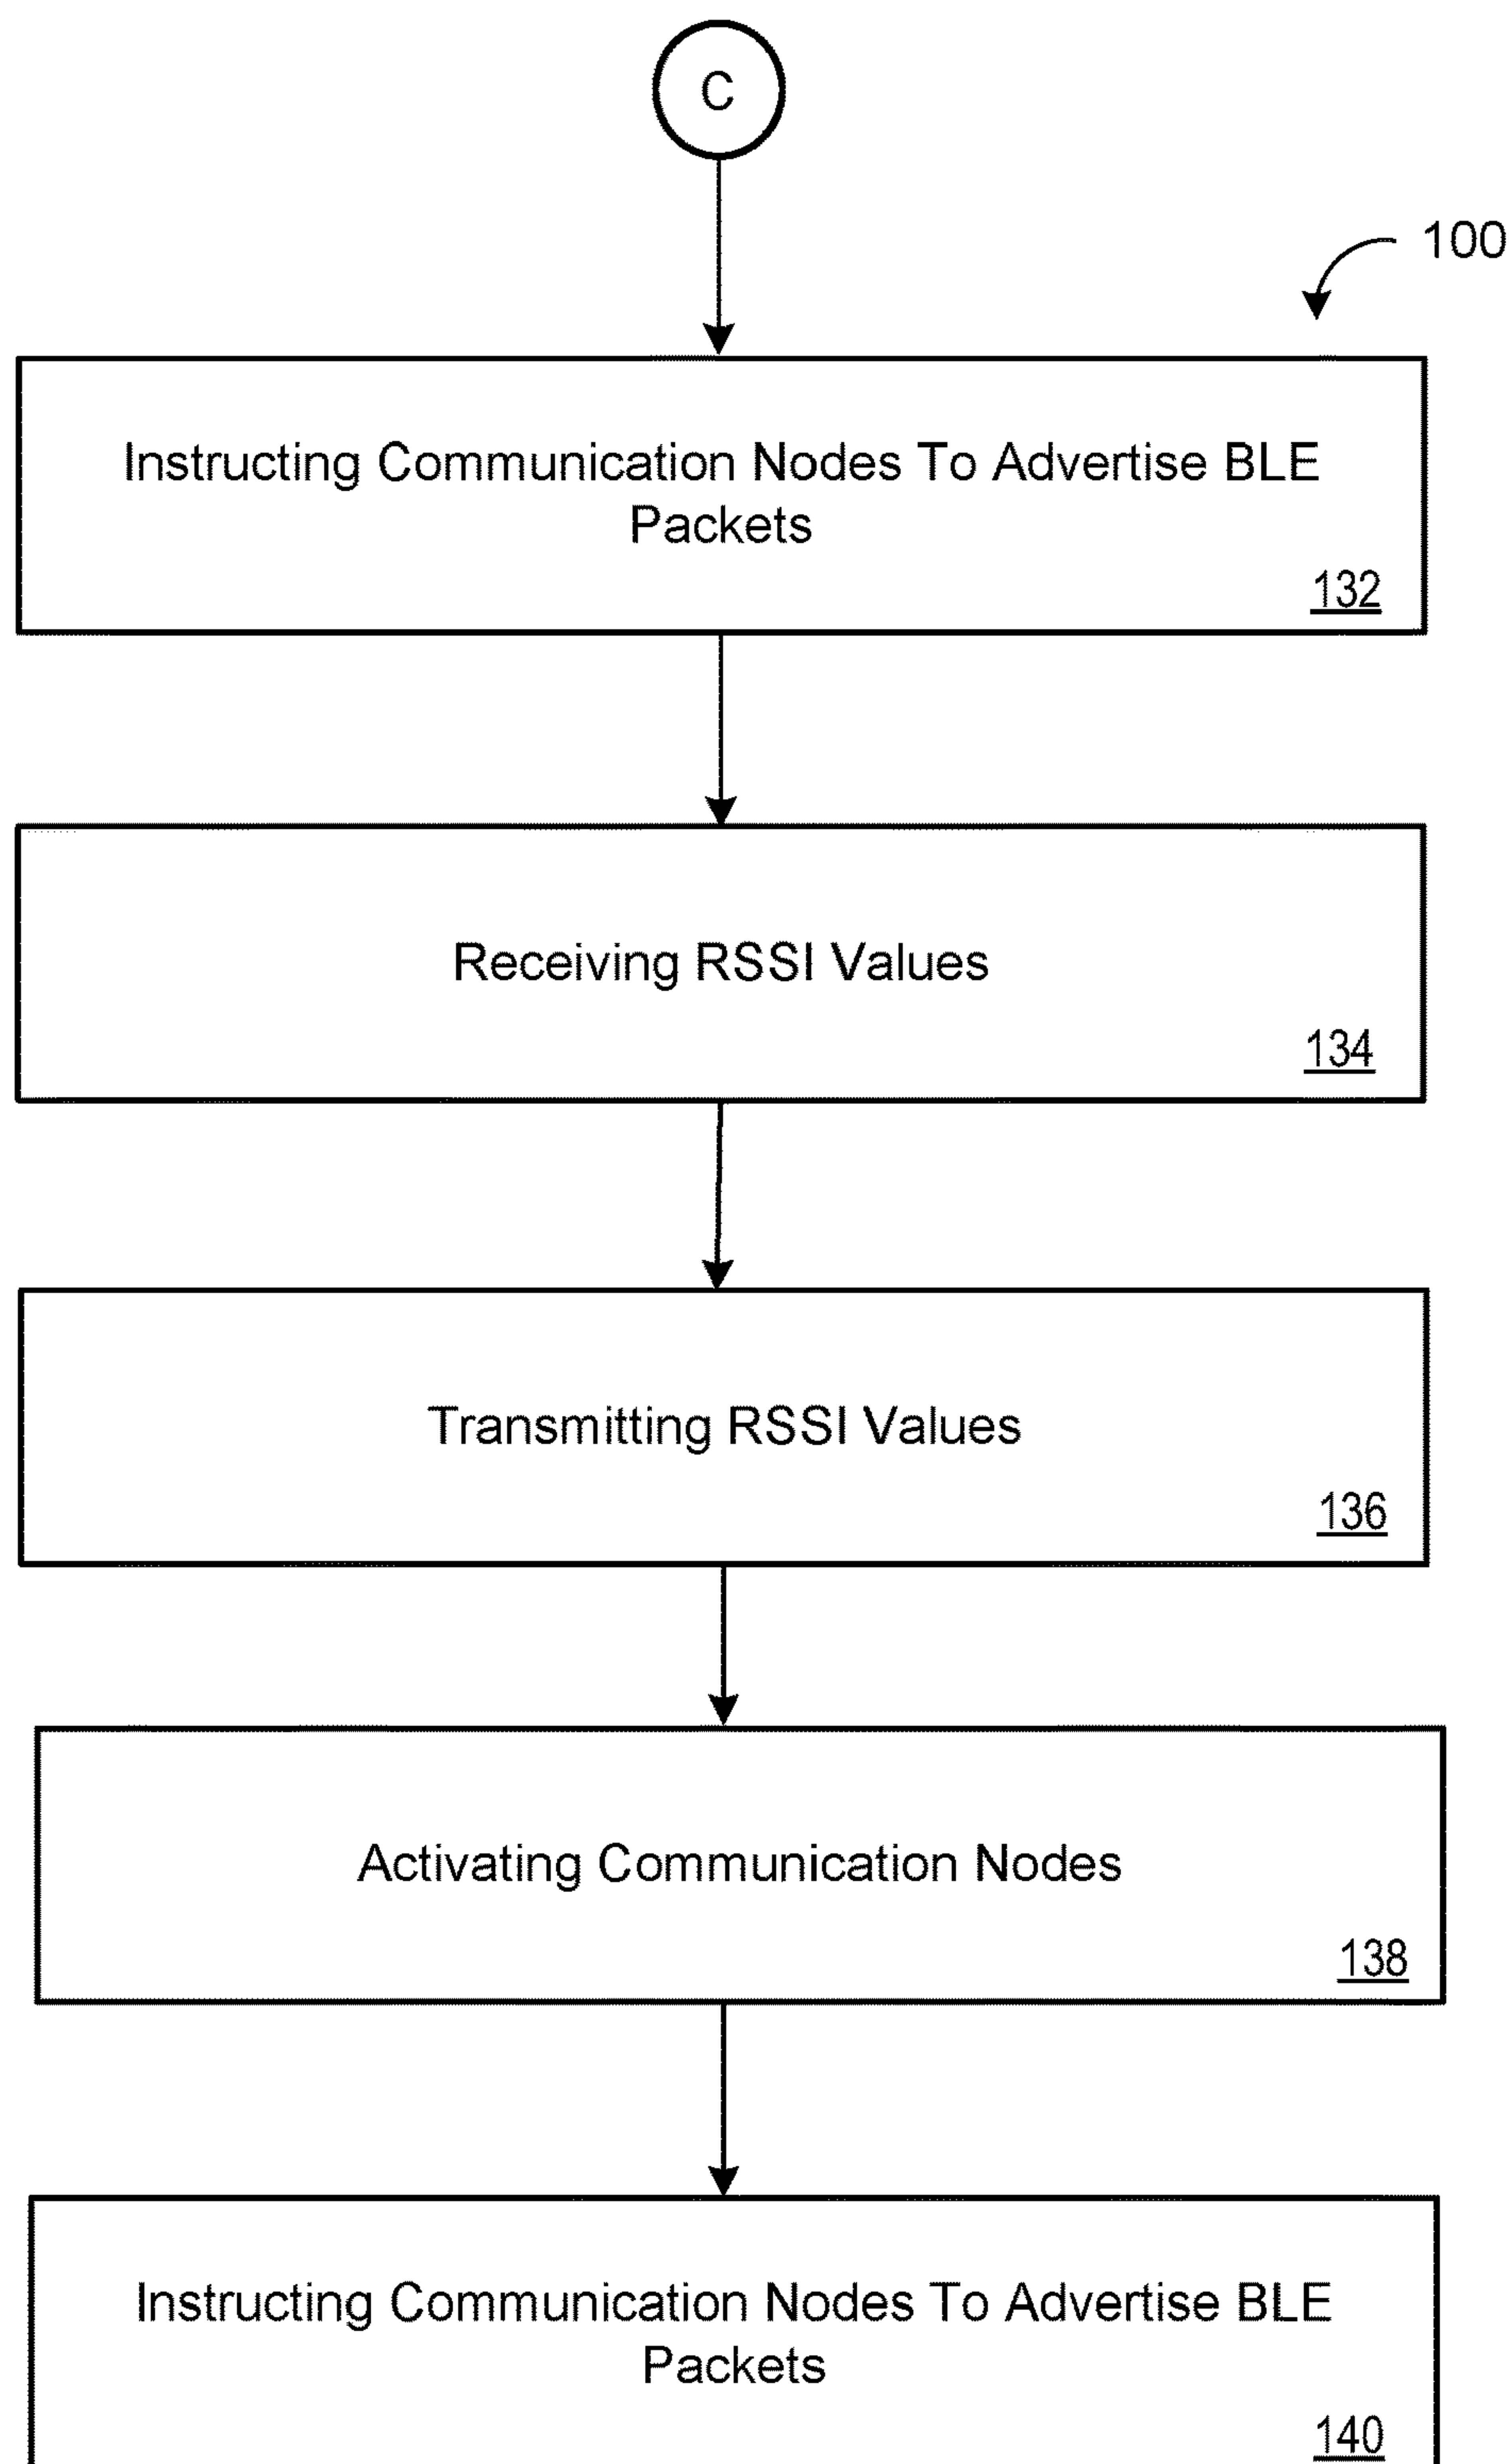 C
100
Instructing Communication Nodes To Advertise BLE
Packets
132
Receiving RSSI Values
134
Transmitting RSSI Values
136
Activating Communication Nodes
138
Instructing Communication Nodes To Advertise BLE
Packets
140